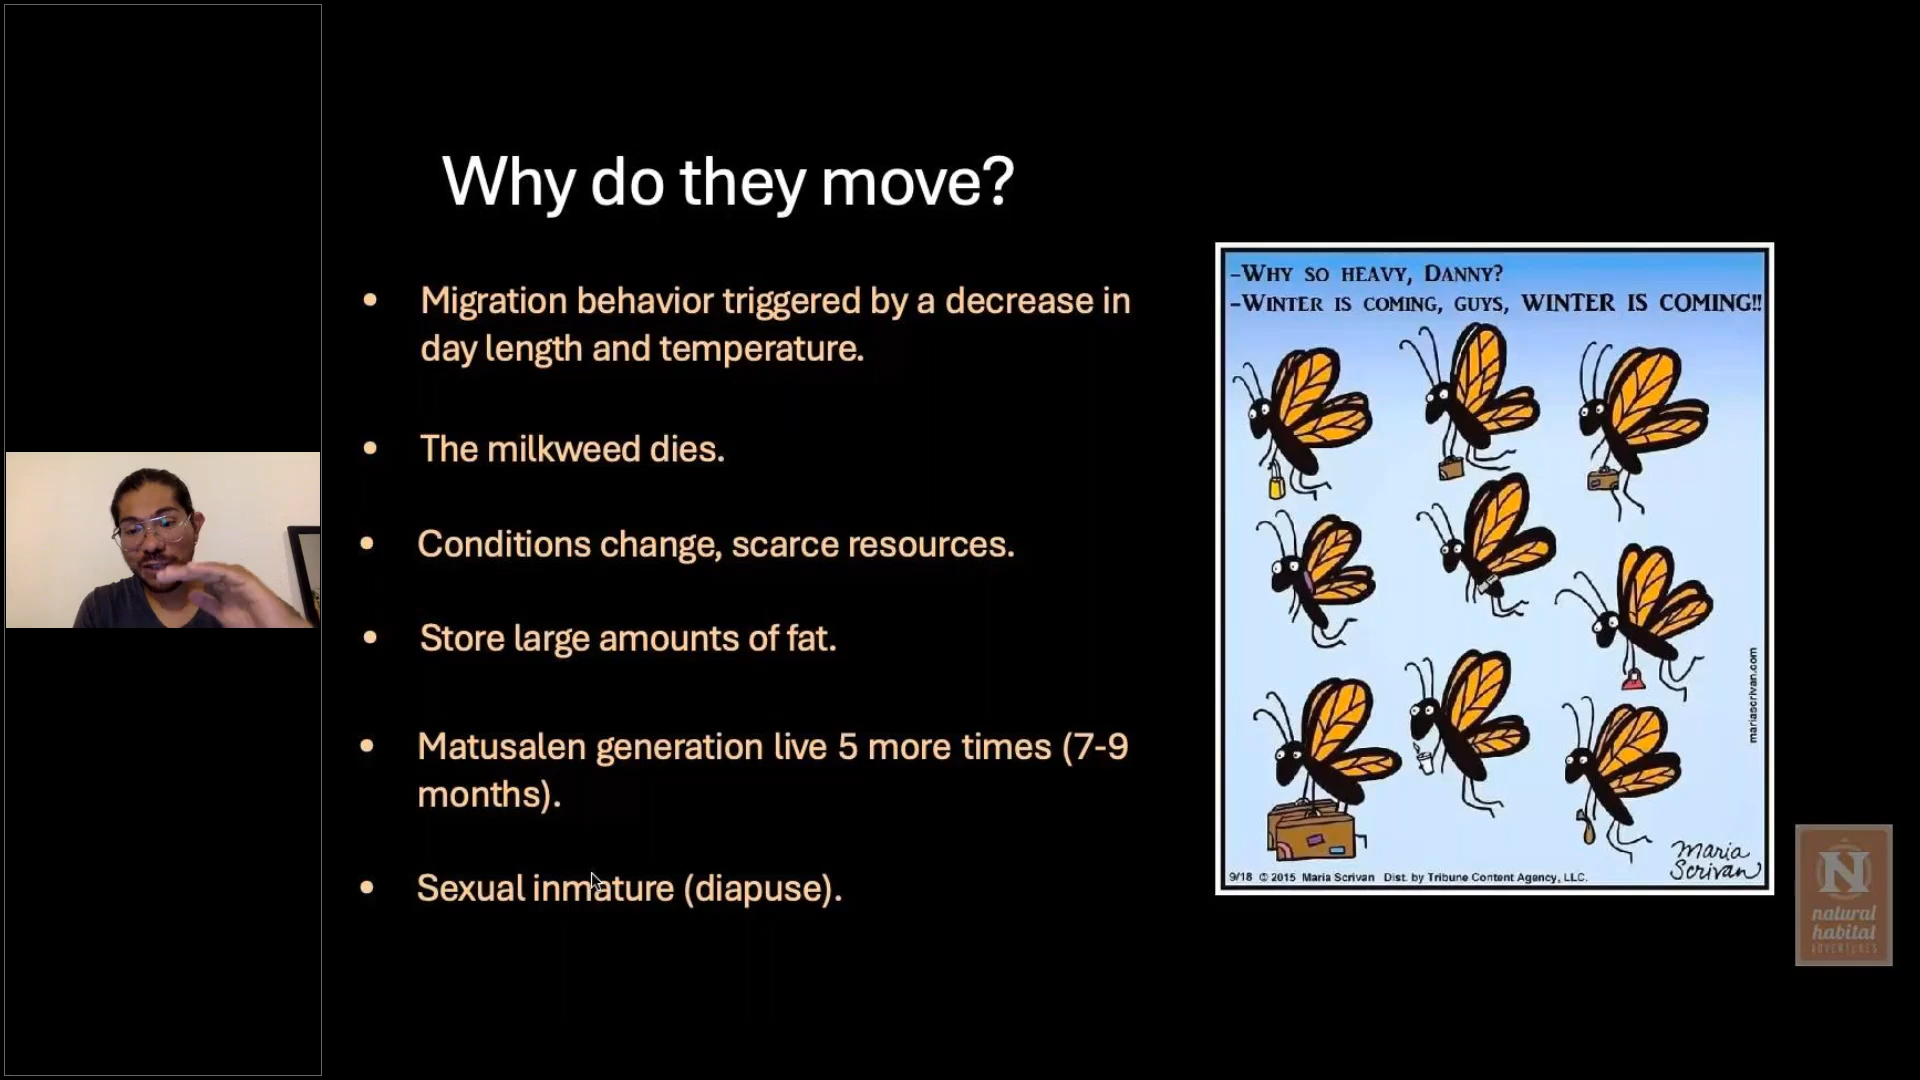 Why do they move?
• Migration behavior triggered by a decrease in
day length and temperature.
• The milkweed dies.
• Conditions change, scarce resources.
• Store large amounts of fat.
• Matusalen generation live 5 more times (7-9
months).
• Sexual inmature (diapuse).
-WHY SO HEAVY, DANNY?
-WINTER IS COMING, GUYS, WINTER IS COMING!!
mariascrivan.com
Maria
Scrivan
9/18 © 2015 Maria Scrivan Dist. by Tribune Content Agency, LLC.
N
natural
habital
ADVENTURES